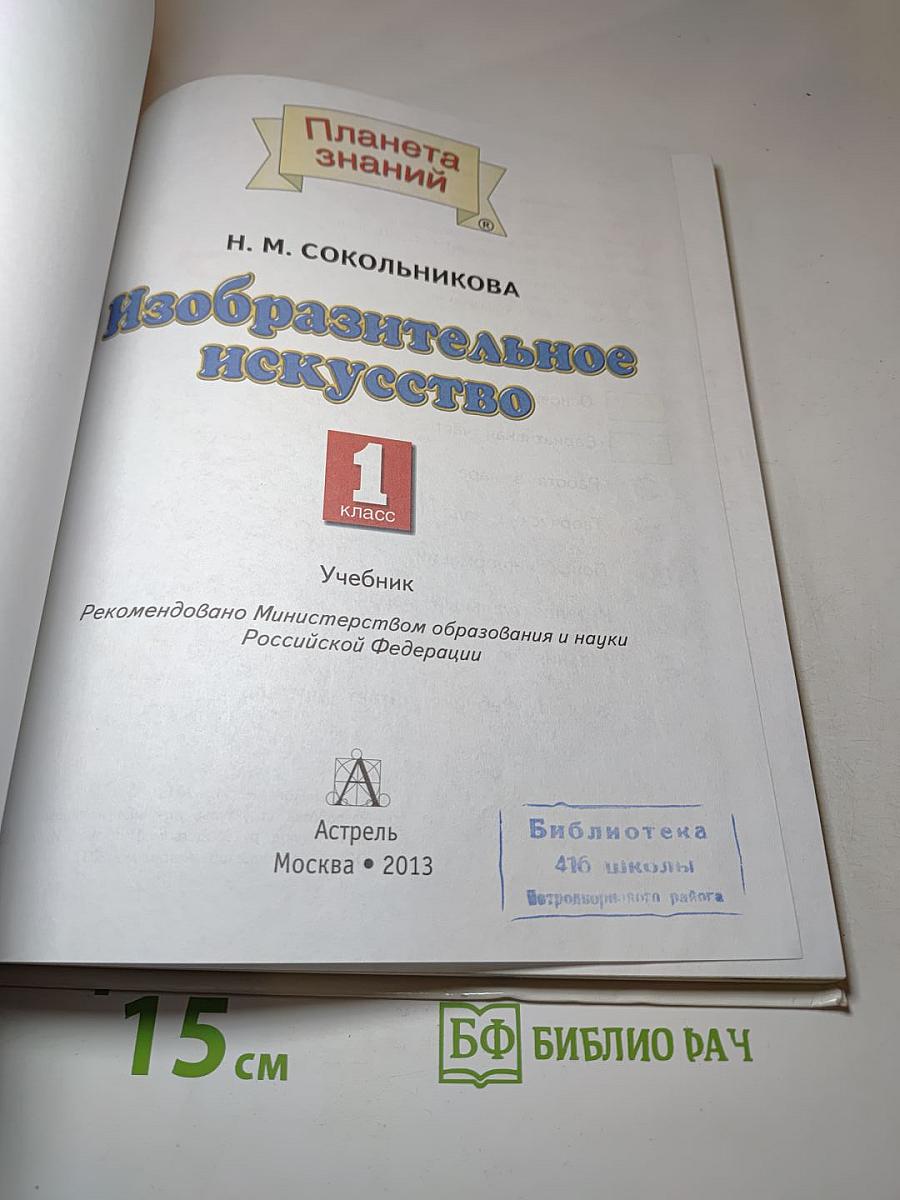 Планета
знаний
®
Н. М. СОКОЛЬНИКОВА
Изобразительное
искусство
1
класс
Учебник
Рекомендовано Министерством образования и науки
Российской Федерации
А
Астрель
Москва • 2013
Библиотека
416 школы
района
15 см
БФ БИБЛИО